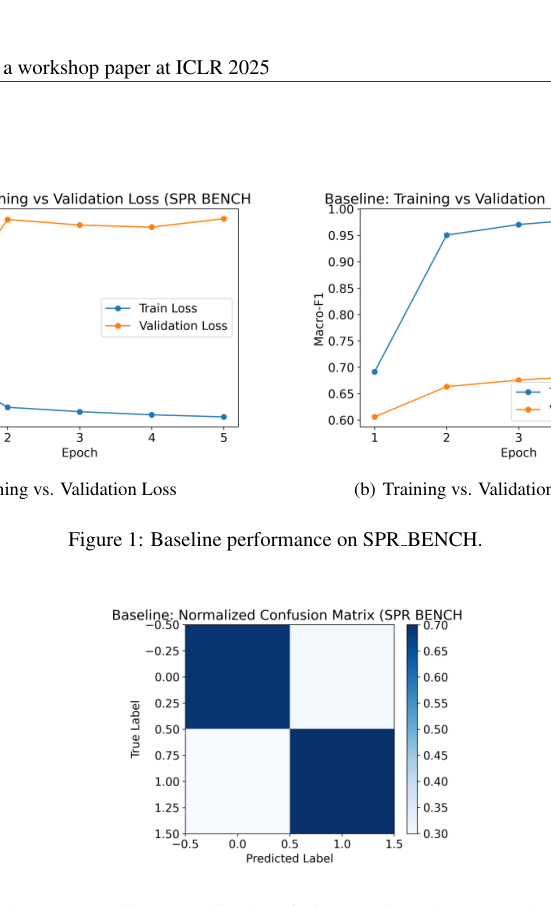 a workshop paper at ICLR 2025
ning vs Validation Loss (SPR BENCH
Train Loss
Validation Loss
2 3 4 5
Epoch
Baseline: Training vs Validation
1.00
0.95
0.90
0.85
0.80
0.75
0.70
0.65
0.60
Macro-F1
1 2 3
Epoch
ning vs. Validation Loss
(b) Training vs. Validation
Figure 1: Baseline performance on SPR_BENCH.
Baseline: Normalized Confusion Matrix (SPR BENCH
−0.50
−0.25
0.00
0.25
0.50
0.75
1.00
1.25
1.50
True Label
−0.5 0.0 0.5 1.0 1.5
Predicted Label
0.70
0.65
0.60
0.55
0.50
0.45
0.40
0.35
0.30